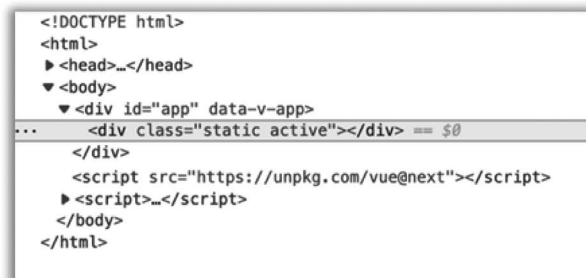 <!DOCTYPE html>
<html>
▶<head>…</head>
▼<body>
▼<div id="app" data-v-app>
... <div class="static active"></div> == $0
</div>
<script src="https://unpkg.com/vue@next"></script>
▶<script>…</script>
</body>
</html>